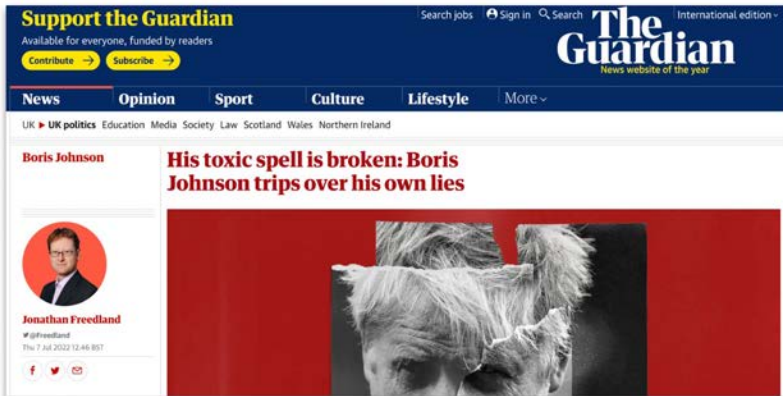 Support the Guardian
Available for everyone, funded by readers
Contribute →
Subscribe →
Search jobs
Sign in
Search
International edition
The
Guardian
News website of the year
News
Opinion
Sport
Culture
Lifestyle
More
UK ▸ UK politics Education Media Society Law Scotland Wales Northern Ireland
Boris Johnson
His toxic spell is broken: Boris
Johnson trips over his own lies
Jonathan Freedland
@Freedland
Thu 7 Jul 2022 12.46 BST